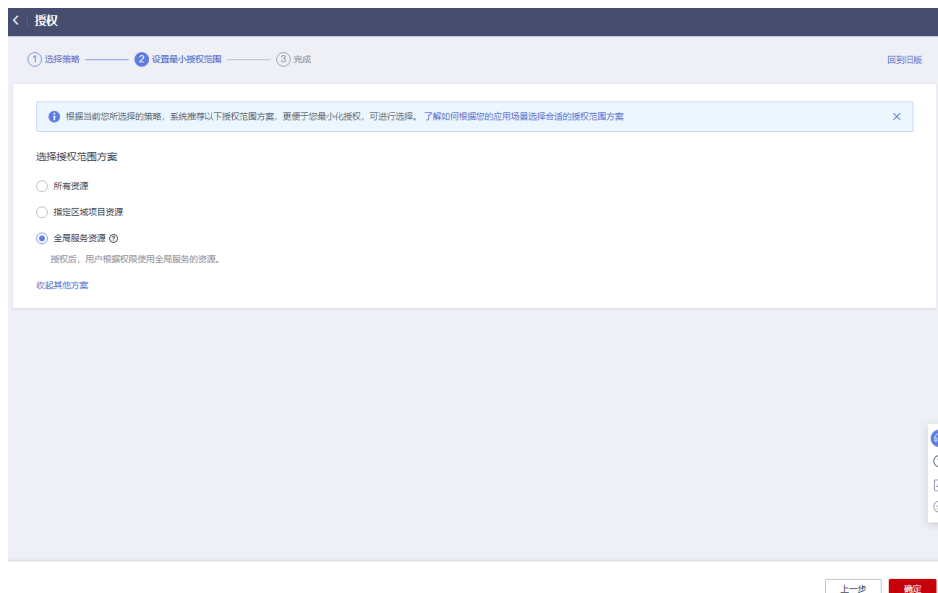 授权
1 选择策略 2 设置最小授权范围 3 完成 回到旧版
根据当前您所选择的策略，系统推荐以下授权范围方案，更便于您最小化授权，可进行选择。 了解如何根据您的应用场景选择合适的授权范围方案
选择授权范围方案
所有资源
指定区域项目资源
全局服务资源
授权后，用户根据权限使用全局服务的资源。
收起其他方案
上一步 确定